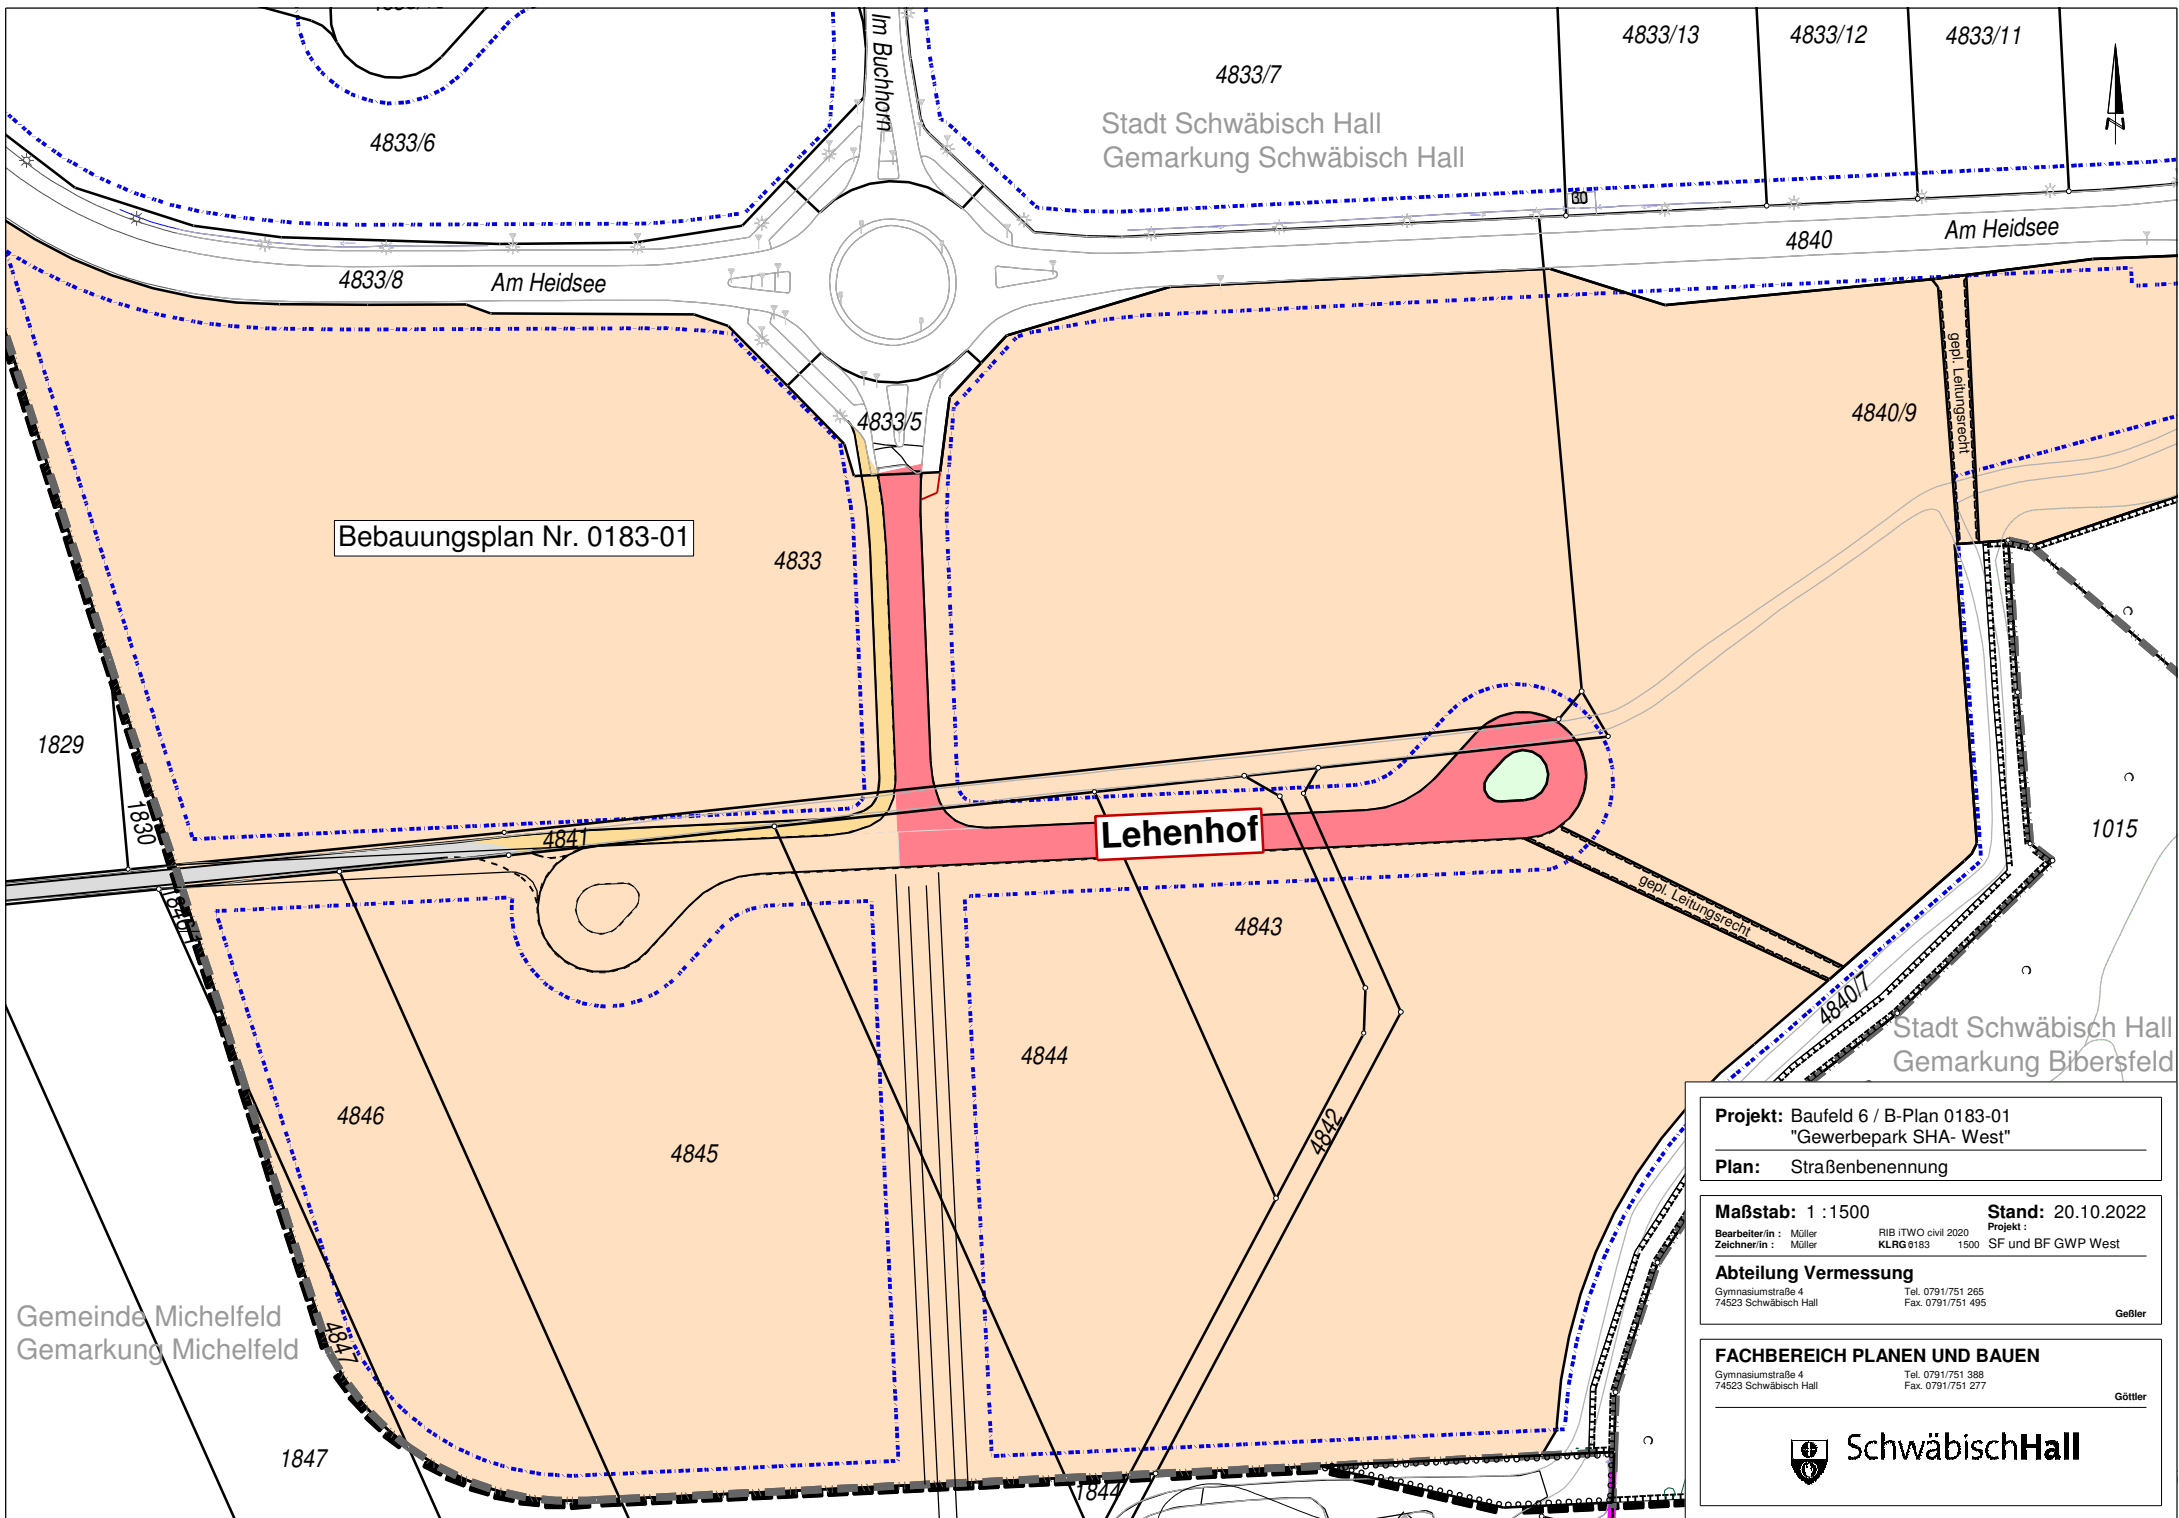 Im Buchhorn
4833/13
4833/12
4833/11
4833/7
4833/6
Stadt Schwäbisch Hall
Gemarkung Schwäbisch Hall
N
4840
Am Heidsee
4833/8
Am Heidsee
gepl. Leitungsrecht
4840/9
4833/5
Bebauungsplan Nr. 0183-01
4833
1829
1830
4841
Lehenhof
1015
gepl. Leitungsrecht
4843
4840/7
Stadt Schwäbisch Hall
Gemarkung Bibersfeld
4844
4846
4845
4842
Gemeinde Michelfeld
Gemarkung Michelfeld
4847
1847
1844
Projekt: Baufeld 6 / B-Plan 0183-01
"Gewerbepark SHA- West"
Plan: Straßenbenennung
Maßstab: 1 :1500 Stand: 20.10.2022
Bearbeiter/in : Müller RIB iTWO civil 2020 Projekt :
Zeichner/in : Müller KLRG 0183 1500 SF und BF GWP West
Abteilung Vermessung
Gymnasiumstraße 4 Tel. 0791/751 265
74523 Schwäbisch Hall Fax. 0791/751 495
Geßler
FACHBEREICH PLANEN UND BAUEN
Gymnasiumstraße 4 Tel. 0791/751 388
74523 Schwäbisch Hall Fax. 0791/751 277
Göttler
SchwäbischHall